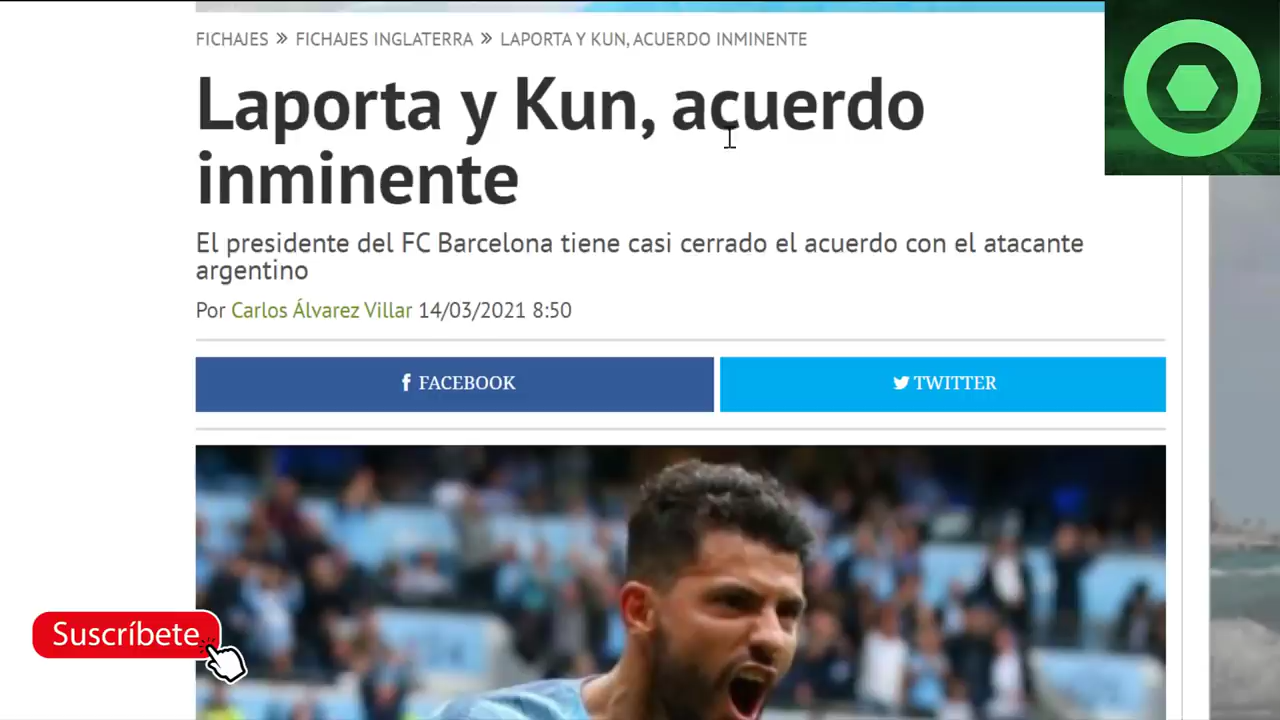 FICHAJES » FICHAJES INGLATERRA » LAPORTA Y KUN, ACUERDO INMINENTE
Laporta y Kun, acuerdo
inminente
El presidente del FC Barcelona tiene casi cerrado el acuerdo con el atacante
argentino
Por Carlos Álvarez Villar 14/03/2021 8:50
FACEBOOK
TWITTER
Suscríbete